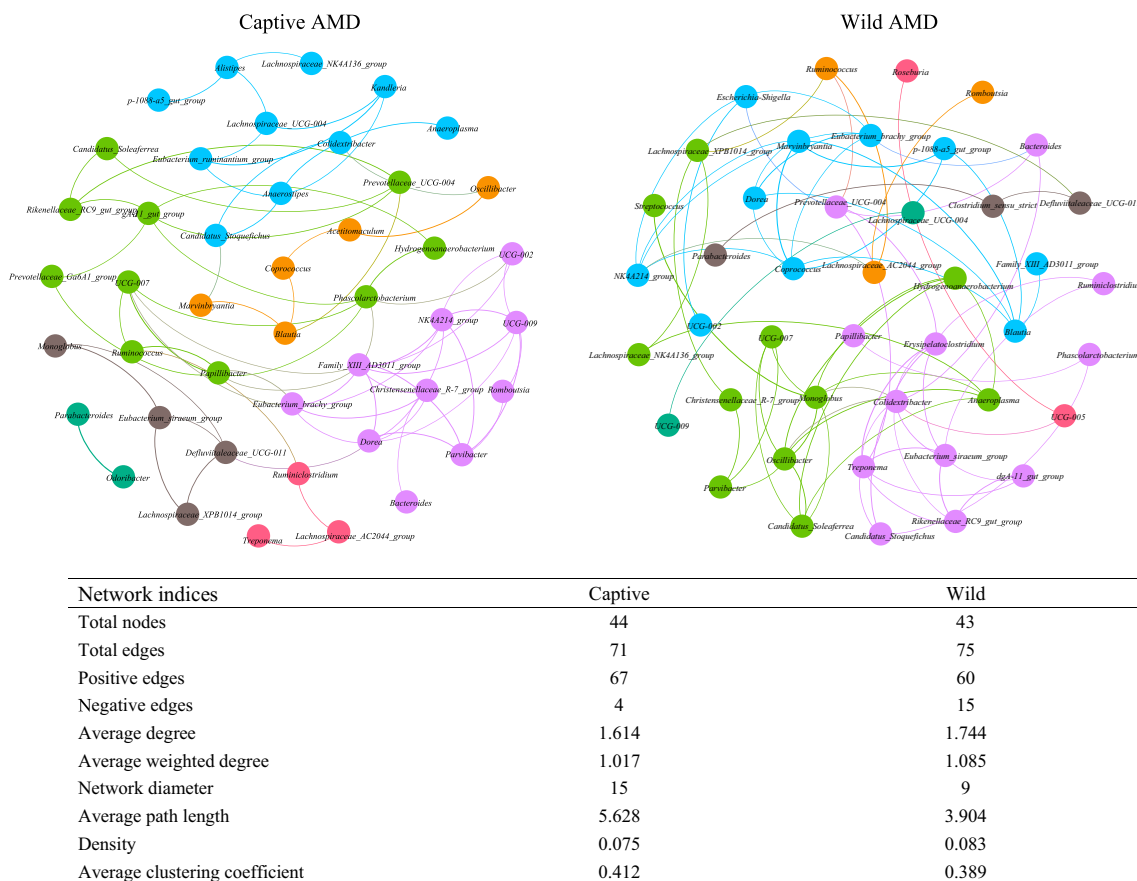 Captive AMD
Wild AMD
Alistipes
Lachnospiraceae_NK4A136_group
Kandleria
p-1088-a5_gut_group
Lachnospiraceae_UCG-004
Anaeroplasma
Colidextribacter
Candidatus_Soleaferrea
Eubacterium_ruminantium_group
Prevotellaceae_UCG-004
Oscillibacter
Anaerostipes
Rikenellaceae_RC9_gut_group
Acetitomaculum
Candidatus_Stoquefichus
Hydrogenoanaerobacterium
UCG-002
Coprococcus
Prevotellaceae_Ga6A1_group
UCG-007
Phascolarctobacterium
Marvinbryantia
NK4A214_group
UCG-009
Blautia
Monoglobus
Ruminococcus
Family_XIII_AD3011_group
Papillibacter
Christensenellaceae_R-7_group
Romboutsia
Eubacterium_brachy_group
Parabacteroides
Eubacterium_siraeum_group
Dorea
Defluviitaleaceae_UCG-011
Parvibacter
Odoribacter
Ruminiclostridium
Bacteroides
Lachnospiraceae_XPB1014_group
Treponema
Lachnospiraceae_AC2044_group
Ruminococcus
Roseburia
Romboutsia
Escherichia-Shigella
Eubacterium_brachy_group
Marvinbryantia
p-1088-a5_gut_group
Bacteroides
Lachnospiraceae_XPB1014_group
Dorea
Prevotellaceae_UCG-004
Clostridium_sensu_strict
Defluviitaleaceae_UCG-01
Streptococcus
Lachnospiraceae_UCG-004
Parabacteroides
NK4A214_group
Coprococcus
Lachnospiraceae_AC2044_group
Family_XIII_AD3011_group
Hydrogenoanaerobacterium
Ruminiclostridiu
UCG-002
UCG-007
Papillibacter
Erysipelatoclostridium
Blautia
Lachnospiraceae_NK4A136_group
Phascolarctobacterium
Christensenellaceae_R-7_group
Monoglobus
Colidextribacter
Anaeroplasma
UCG-009
UCG-005
Oscillibacter
Treponema
Eubacterium_siraeum_group
dgA-11_gut_group
Parvibacter
Candidatus_Soleaferrea
Rikenellaceae_RC9_gut_group
Candidatus_Stoquefichus
Network indices Captive Wild
Total nodes 44 43
Total edges 71 75
Positive edges 67 60
Negative edges 4 15
Average degree 1.614 1.744
Average weighted degree 1.017 1.085
Network diameter 15 9
Average path length 5.628 3.904
Density 0.075 0.083
Average clustering coefficient 0.412 0.389